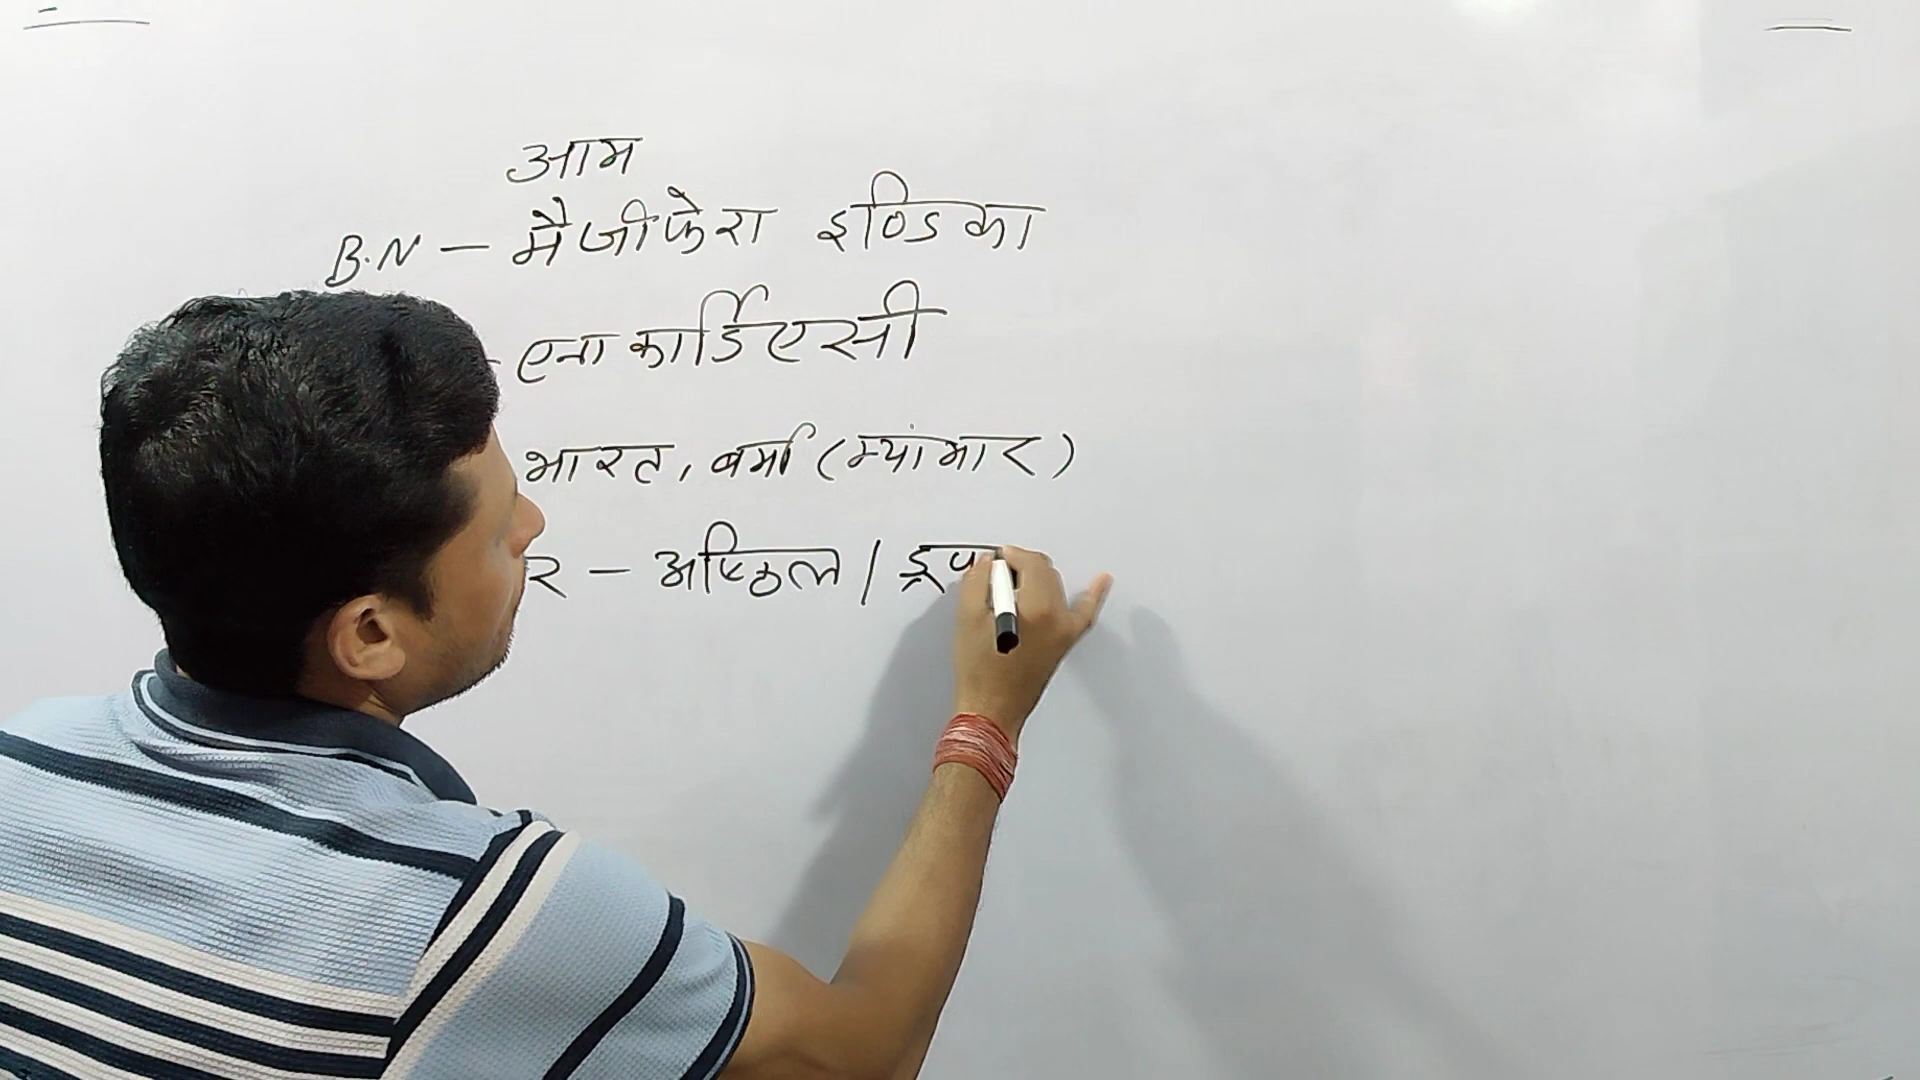 आम
B.N - मैंजीफेरा इण्डिका
- एनाकार्डिएसी
भारत, बर्मा (म्यांमार)
र - अष्ठिल / ड्रूप